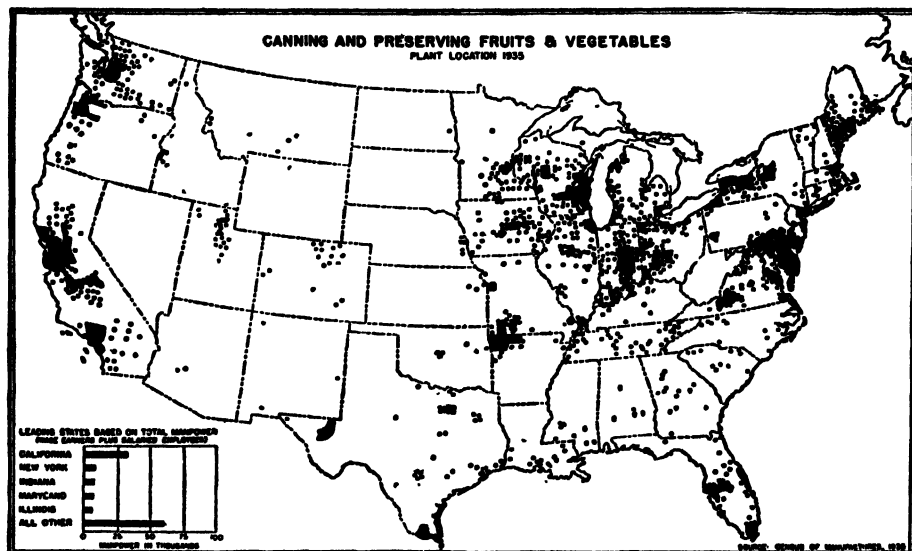 CANNING AND PRESERVING FRUITS & VEGETABLES
PLANT LOCATION 1935
LEADING STATES BASED ON TOTAL MANPOWER
(WAGE EARNERS PLUS SALARIED EMPLOYEES)
CALIFORNIA
NEW YORK
INDIANA
MARYLAND
ILLINOIS
ALL OTHER
0 25 50 75 100
MANPOWER IN THOUSANDS
SOURCE: CENSUS OF MANUFACTURES, 1935